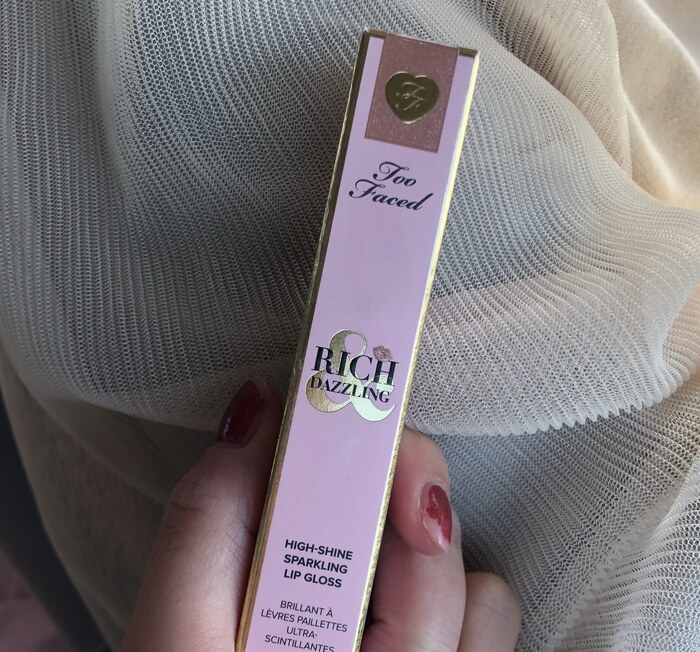 Too
Faced
RICH
&
DAZZLING
HIGH-SHINE
SPARKLING
LIP GLOSS
BRILLANT À
LÈVRES PAILLETTES
ULTRA-
SCINTILLANTES